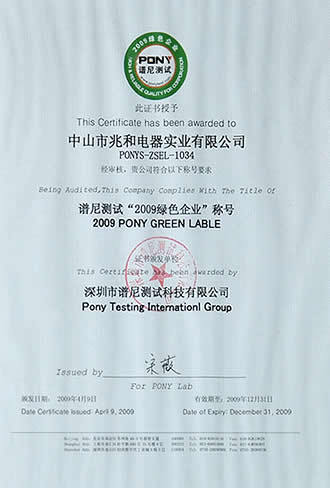 2009绿色企业
PONY
谱尼测试
RELIABLE QUALITY FOR COOPERATION
此证书授予
This Certificate has been awarded to
中山市兆和电器实业有限公司
PONYS-ZSEL-1034
经审核，贵公司符合以下称号要求
Being Audited,This Company Complies With The Title Of
谱尼测试“2009绿色企业”称号
2009 PONY GREEN LABLE
证书颁发单位
This Certificate has been awarded by
深圳市谱尼测试科技有限公司
Pony Testing Internationl Group
Issued by
For PONY Lab
颁发日期: 2009年4月9日 有效期至: 2009年12月31日
Date Certificate Issued: April 9, 2009 Date of Expiry: December 31, 2009